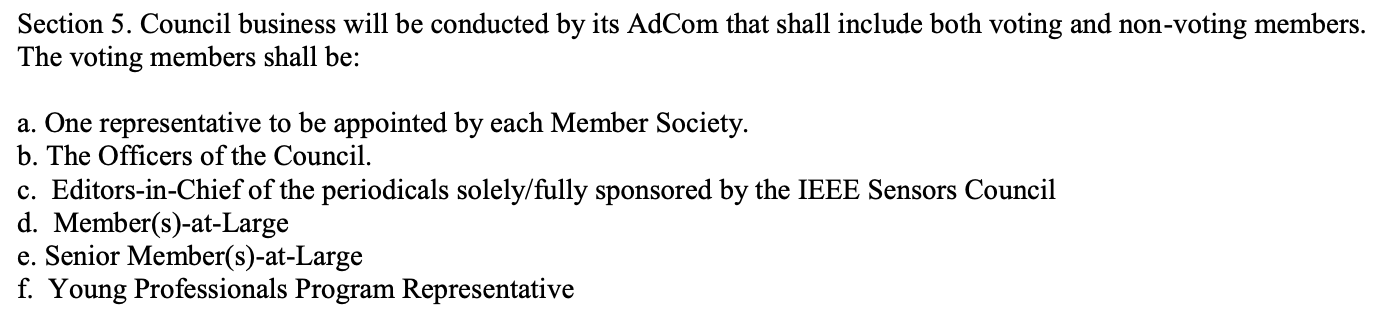 Section 5. Council business will be conducted by its AdCom that shall include both voting and non-voting members.
The voting members shall be:
a. One representative to be appointed by each Member Society.
b. The Officers of the Council.
c. Editors-in-Chief of the periodicals solely/fully sponsored by the IEEE Sensors Council
d. Member(s)-at-Large
e. Senior Member(s)-at-Large
f. Young Professionals Program Representative